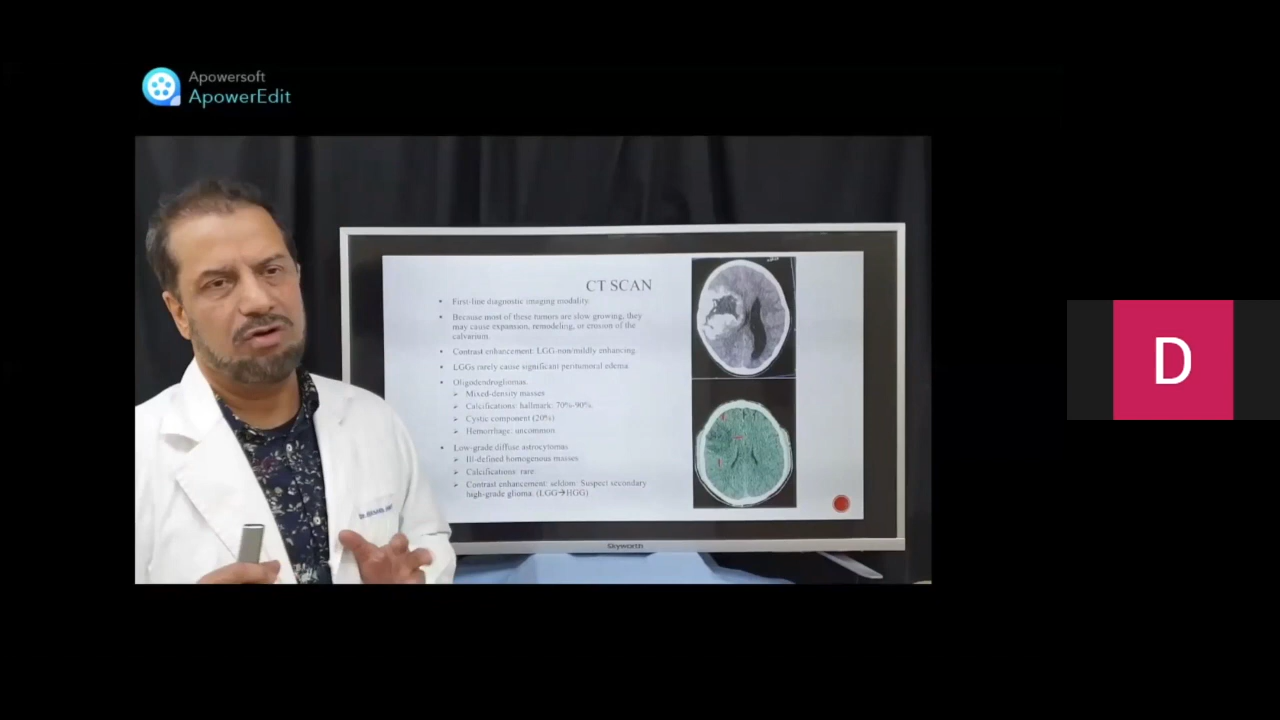 Apowersoft
ApowerEdit
CT SCAN
First-line diagnostic imaging modality.
Because most of these tumors are slow growing, they
may cause expansion, remodeling, or erosion of the
calvarium.
Contrast enhancement: LGG-non/mildly enhancing.
LGGs rarely cause significant peritumoral edema.
Oligodendrogliomas.
Mixed-density masses
Calcifications: hallmark: 70%-90%.
Cystic component (20%)
Hemorrhage: uncommon
Low-grade diffuse astrocytomas
Ill-defined homogenous masses
Calcifications: rare.
Contrast enhancement: seldom: Suspect secondary
high-grade glioma. (LGG→HGG)
Skyworth
D